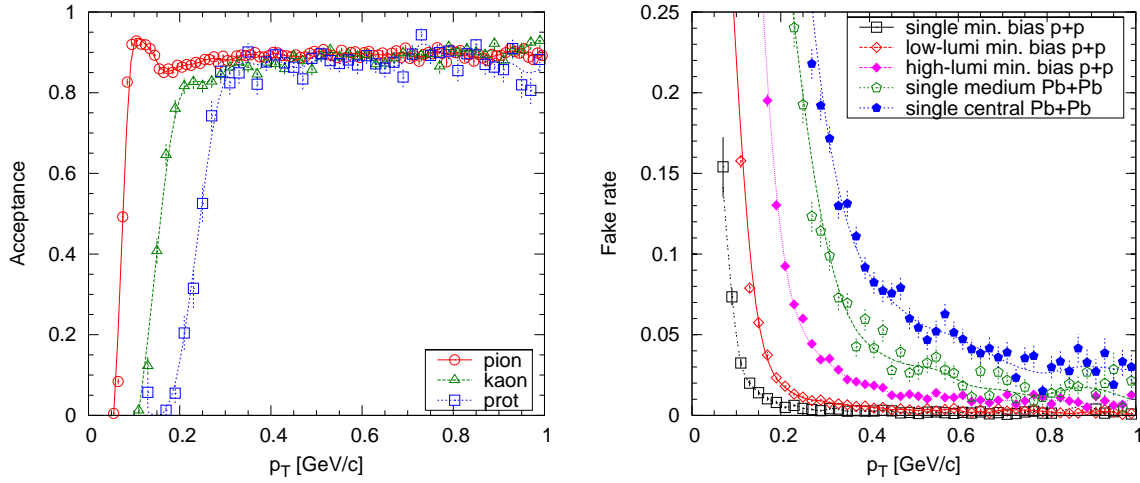 1
0.8
0.6
0.4
0.2
0
Acceptance
0 0.2 0.4 0.6 0.8 1
p_T [GeV/c]
pion
kaon
prot
0.25
0.2
0.15
0.1
0.05
0
Fake rate
0 0.2 0.4 0.6 0.8 1
p_T [GeV/c]
single min. bias p+p
low-lumi min. bias p+p
high-lumi min. bias p+p
single medium Pb+Pb
single central Pb+Pb